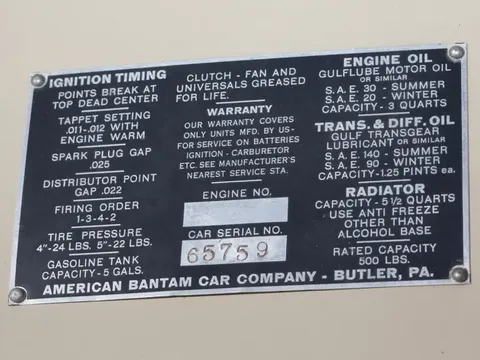 IGNITION TIMING
POINTS BREAK AT
TOP DEAD CENTER
TAPPET SETTING
.011-.012 WITH
ENGINE WARM
SPARK PLUG GAP
.025
DISTRIBUTOR POINT
GAP .022
FIRING ORDER
1-3-4-2
TIRE PRESSURE
4"-24 LBS. 5"-22 LBS.
GASOLINE TANK
CAPACITY - 5 GALS.
CLUTCH - FAN AND
UNIVERSALS GREASED
FOR LIFE.
WARRANTY
OUR WARRANTY COVERS
ONLY UNITS MFD. BY US-
FOR SERVICE ON BATTERIES
IGNITION - CARBURETOR
ETC. SEE MANUFACTURER'S
NEAREST SERVICE STA.
ENGINE NO.
CAR SERIAL NO.
65759
ENGINE OIL
GULFLUBE MOTOR OIL
OR SIMILAR
S.A.E. 30 - SUMMER
S.A.E. 20 - WINTER
CAPACITY - 3 QUARTS
TRANS. & DIFF. OIL
GULF TRANSGEAR
LUBRICANT OR SIMILAR
S.A.E. 140 - SUMMER
S.A.E. 90 - WINTER
CAPACITY-1.25 PINTS ea.
RADIATOR
CAPACITY - 5 1/2 QUARTS
USE ANTI FREEZE
OTHER THAN
ALCOHOL BASE
RATED CAPACITY
500 LBS.
AMERICAN BANTAM CAR COMPANY - BUTLER, PA.